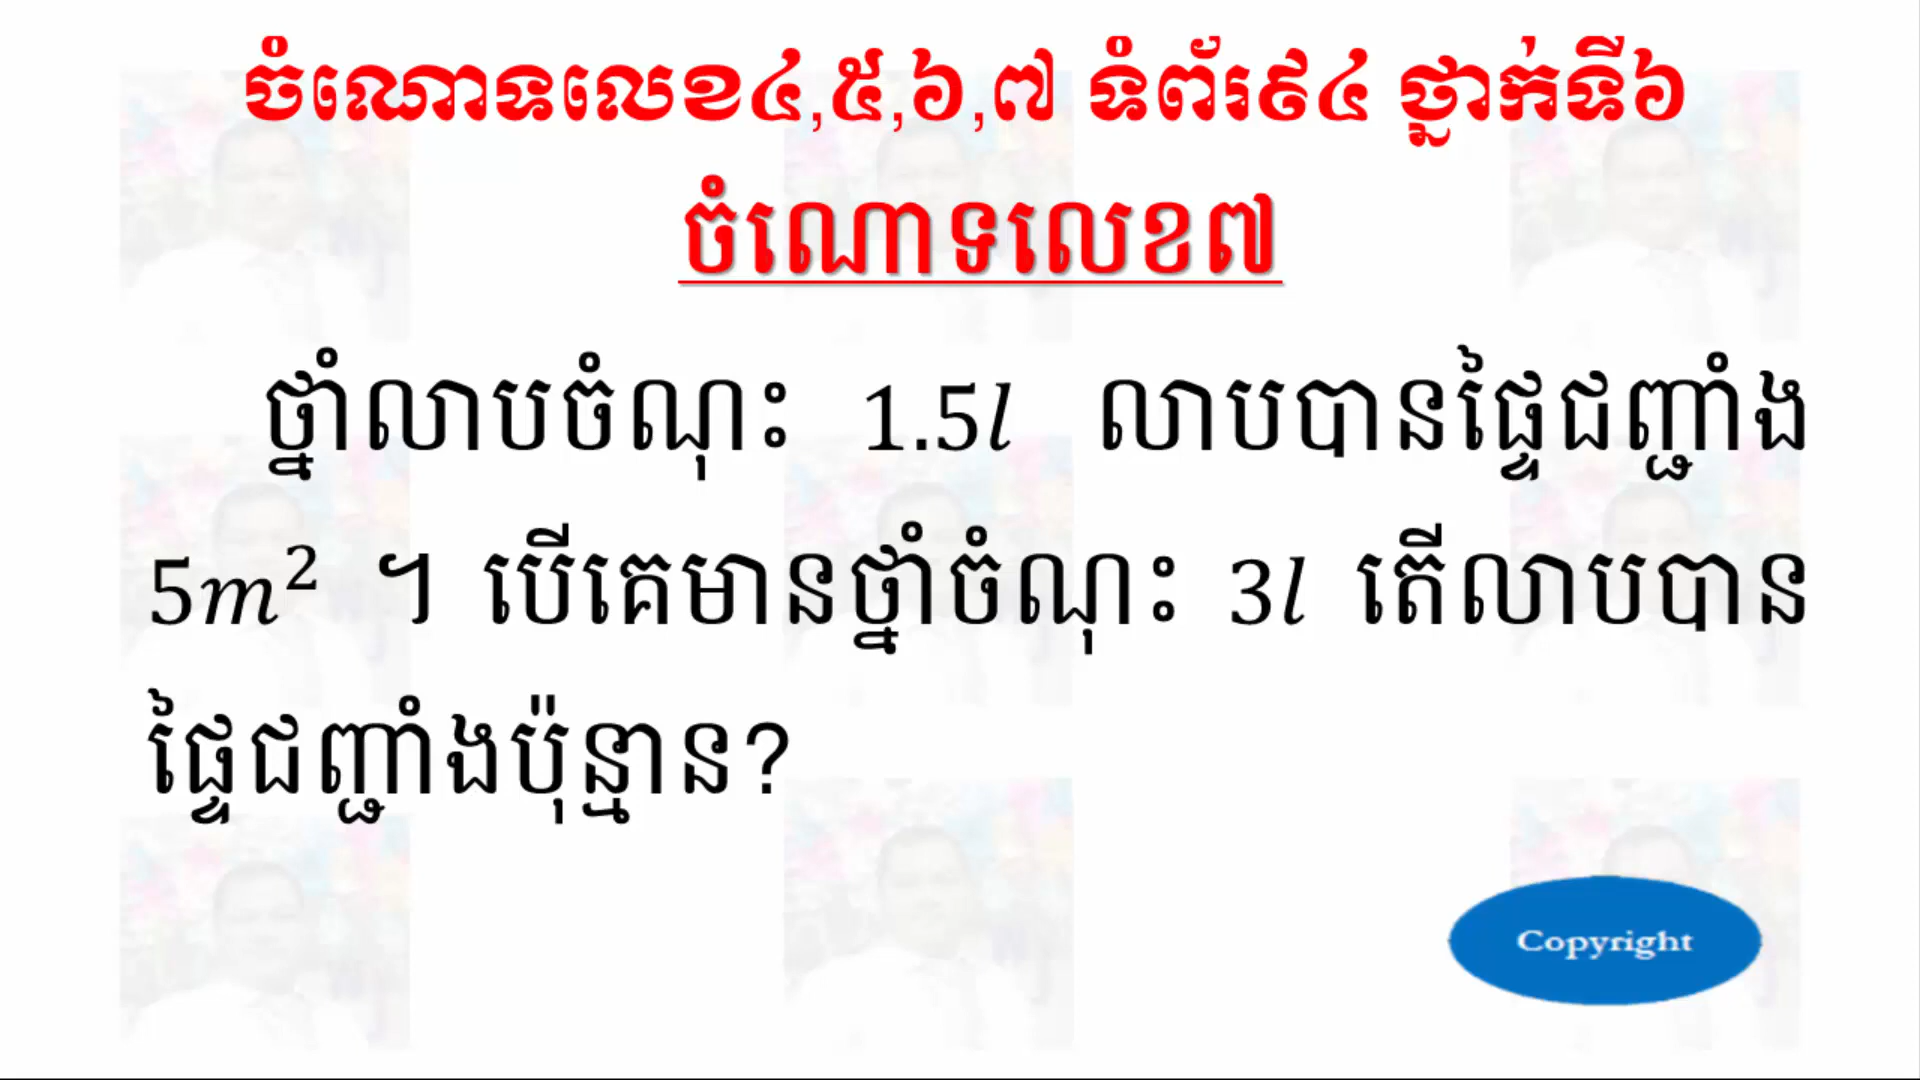 ចំណោទលេខ៤,៥,៦,៧ ទំព័រ៩៤ ថ្នាក់ទី៦
ចំណោទលេខ៧
ថ្នាំលាបចំណុះ 1.5l លាបបានផ្ទៃជញ្ជាំង
5m² ។ បើគេមានថ្នាំចំណុះ 3l តើលាបបាន
ផ្ទៃជញ្ជាំងប៉ុន្មាន?
Copyright